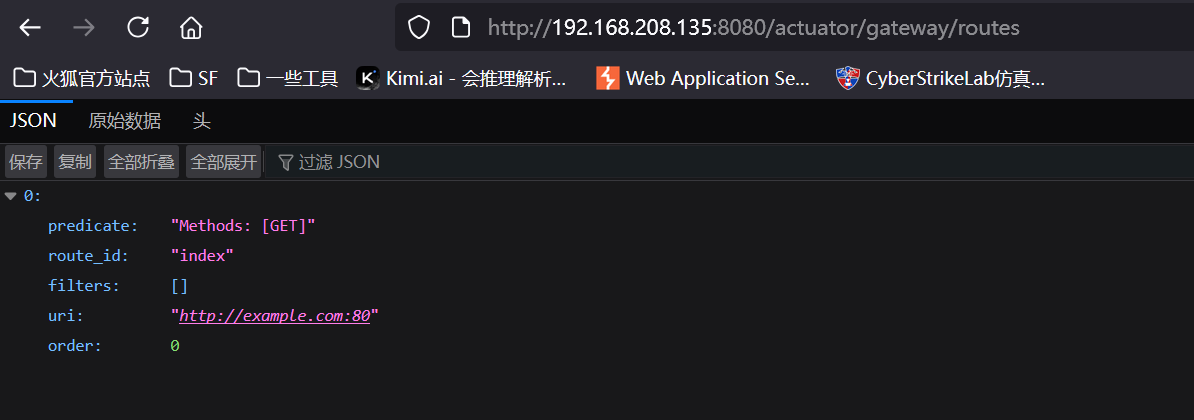 http://192.168.208.135:8080/actuator/gateway/routes
火狐官方站点 SF 一些工具 Kimi.ai - 会推理解析... Web Application Se... CyberStrikeLab仿真...
JSON 原始数据 头
保存 复制 全部折叠 全部展开 过滤 JSON
0:
predicate: "Methods: [GET]"
route_id: "index"
filters: []
uri: "http://example.com:80"
order: 0